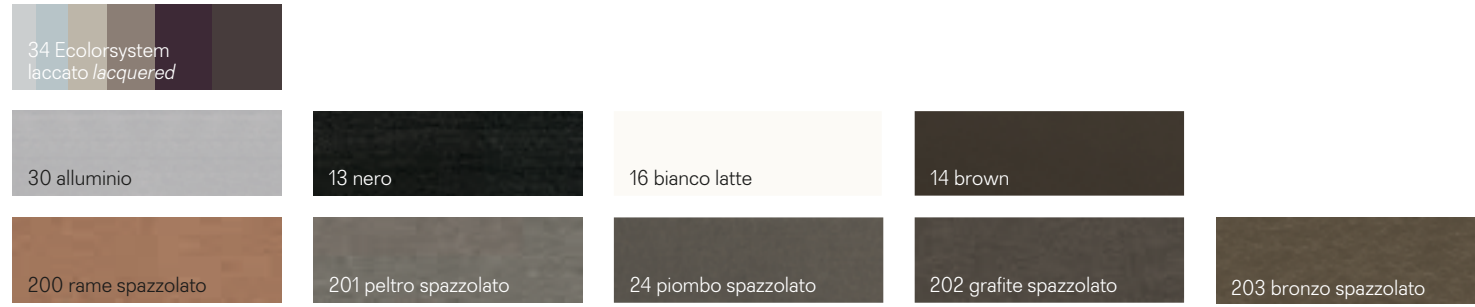 34 Ecolorsystem
laccato lacquered
30 alluminio
13 nero
16 bianco latte
14 brown
200 rame spazzolato
201 peltro spazzolato
24 piombo spazzolato
202 grafite spazzolato
203 bronzo spazzolato